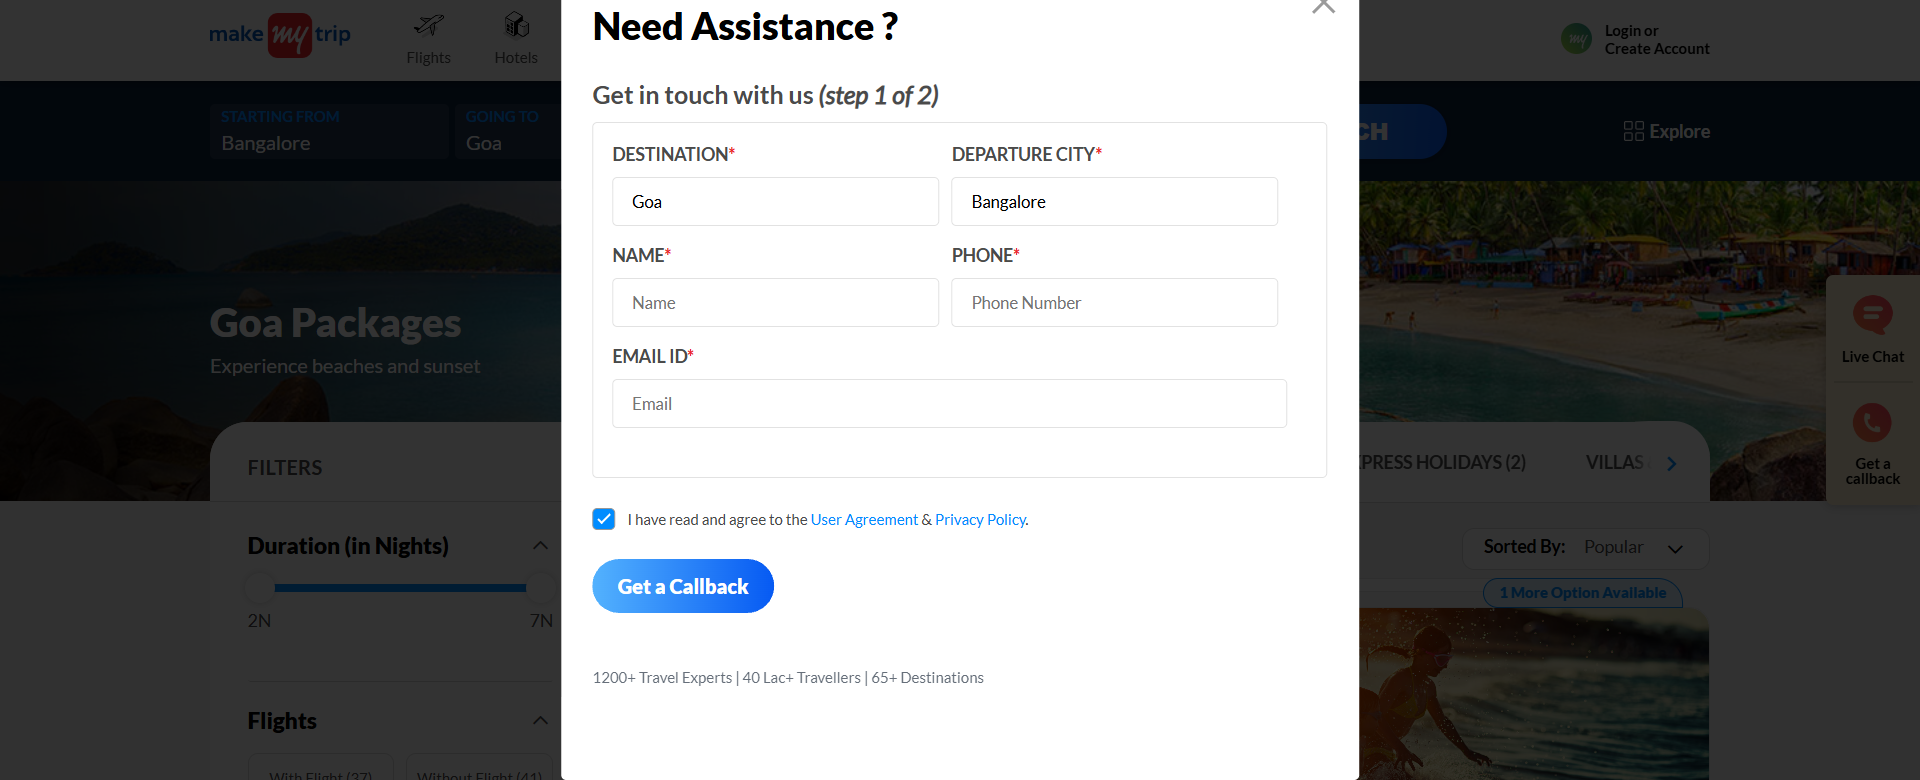 make my trip
Flights
Hotels
Login or
Create Account
STARTING FROM
Bangalore
GOING TO
Goa
CH
Explore
Need Assistance ?
Get in touch with us (step 1 of 2)
DESTINATION*
DEPARTURE CITY*
Goa
Bangalore
NAME*
PHONE*
Name
Phone Number
EMAIL ID*
Email
I have read and agree to the User Agreement & Privacy Policy.
Get a Callback
1200+ Travel Experts | 40 Lac+ Travellers | 65+ Destinations
Goa Packages
Experience beaches and sunset
Live Chat
Get a
callback
FILTERS
PRESS HOLIDAYS (2)
VILLAS
Duration (in Nights)
2N
7N
Sorted By: Popular
1 More Option Available
Flights
With Flight (37)
Without Flight (41)